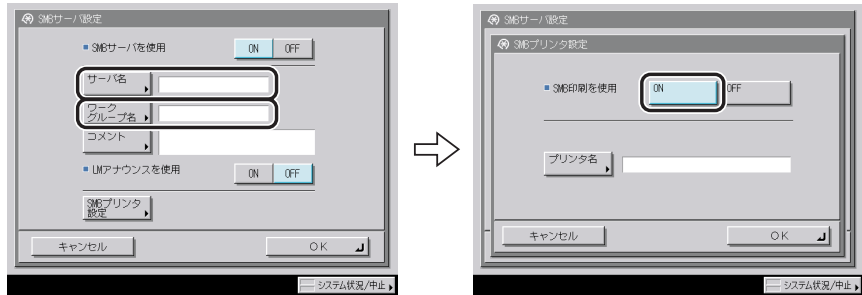 SMBサーバ設定
SMBサーバを使用
ON
OFF
サーバ名
ワーク
グループ名
コメント
LMアナウンスを使用
ON
OFF
SMBプリンタ
設定
キャンセル
OK
システム状況/中止
SMBサーバ設定
SMBプリンタ設定
SMB印刷を使用
ON
OFF
プリンタ名
キャンセル
OK
システム状況/中止